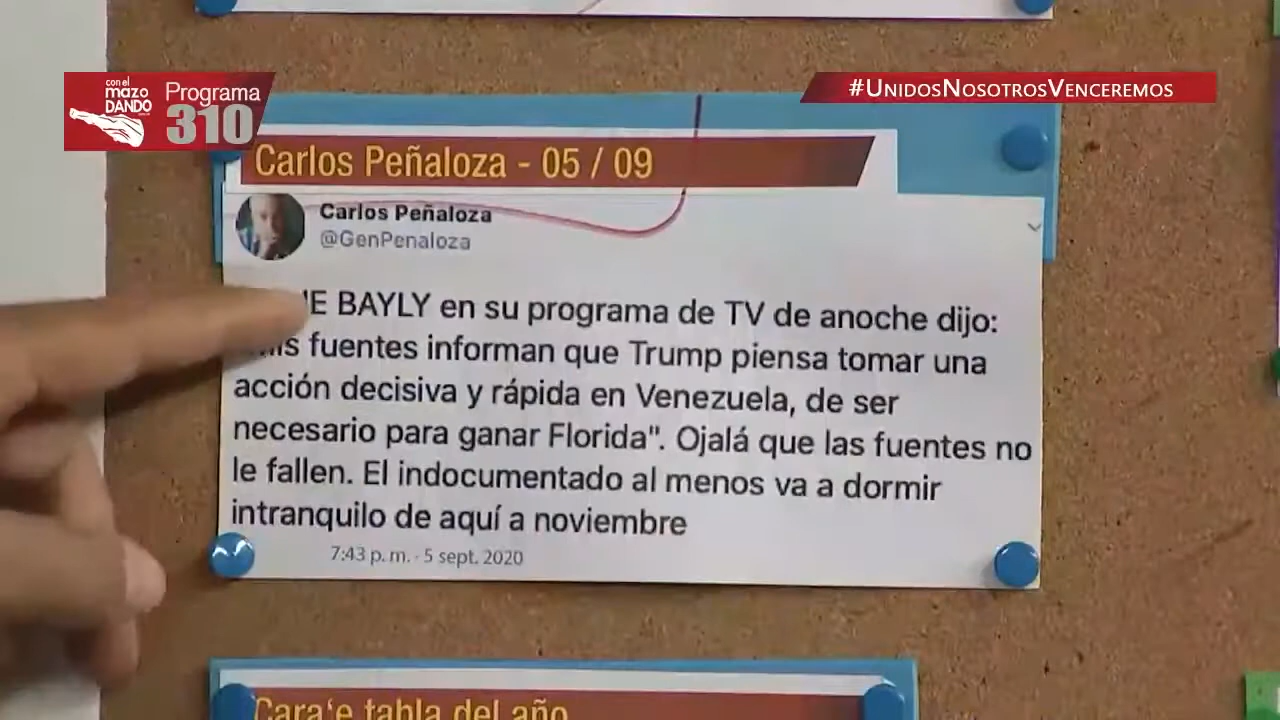 con el
mazo
DANDO
Programa
310
#UNIDOSNOSOTROSVENCEREMOS
Carlos Peñaloza - 05 / 09
Carlos Peñaloza
@GenPenaloza
BAYLY en su programa de TV de anoche dijo:
fuentes informan que Trump piensa tomar una
acción decisiva y rápida en Venezuela, de ser
necesario para ganar Florida". Ojalá que las fuentes no
le fallen. El indocumentado al menos va a dormir
intranquilo de aquí a noviembre
7:43 p. m. · 5 sept. 2020
Cara'e tabla del año